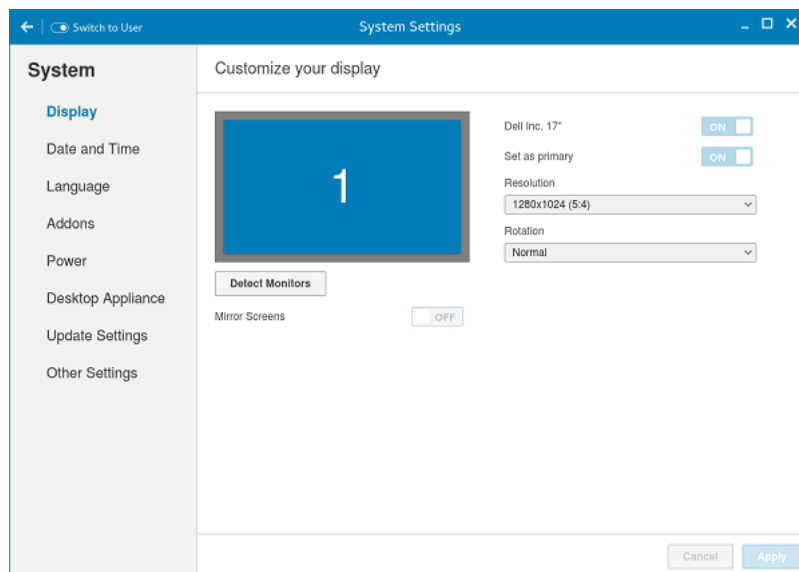 Switch to User
System Settings
System
Display
Date and Time
Language
Addons
Power
Desktop Appliance
Update Settings
Other Settings
Customize your display
1
Detect Monitors
Mirror Screens OFF
Dell Inc. 17" ON
Set as primary ON
Resolution
1280x1024 (5:4)
Rotation
Normal
Cancel Apply